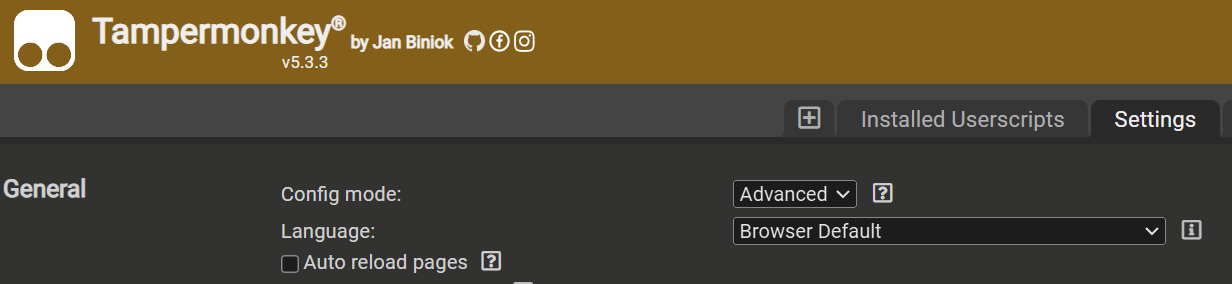 Tampermonkey® by Jan Biniok
v5.3.3
Installed Userscripts Settings
General
Config mode: Advanced
Language: Browser Default
Auto reload pages